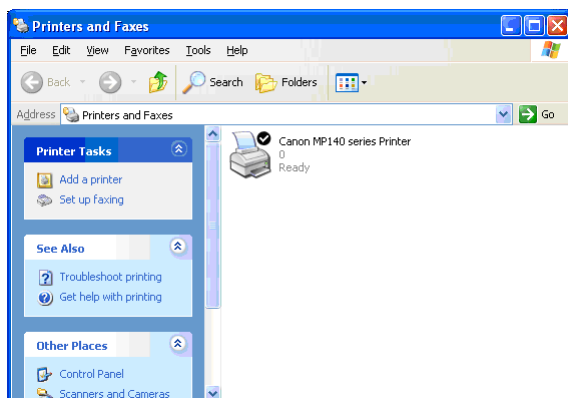 Printers and Faxes
File Edit View Favorites Tools Help
Back Search Folders
Address Printers and Faxes Go
Printer Tasks
Add a printer
Set up faxing
See Also
Troubleshoot printing
Get help with printing
Other Places
Control Panel
Scanners and Cameras
Canon MP140 series Printer
0
Ready